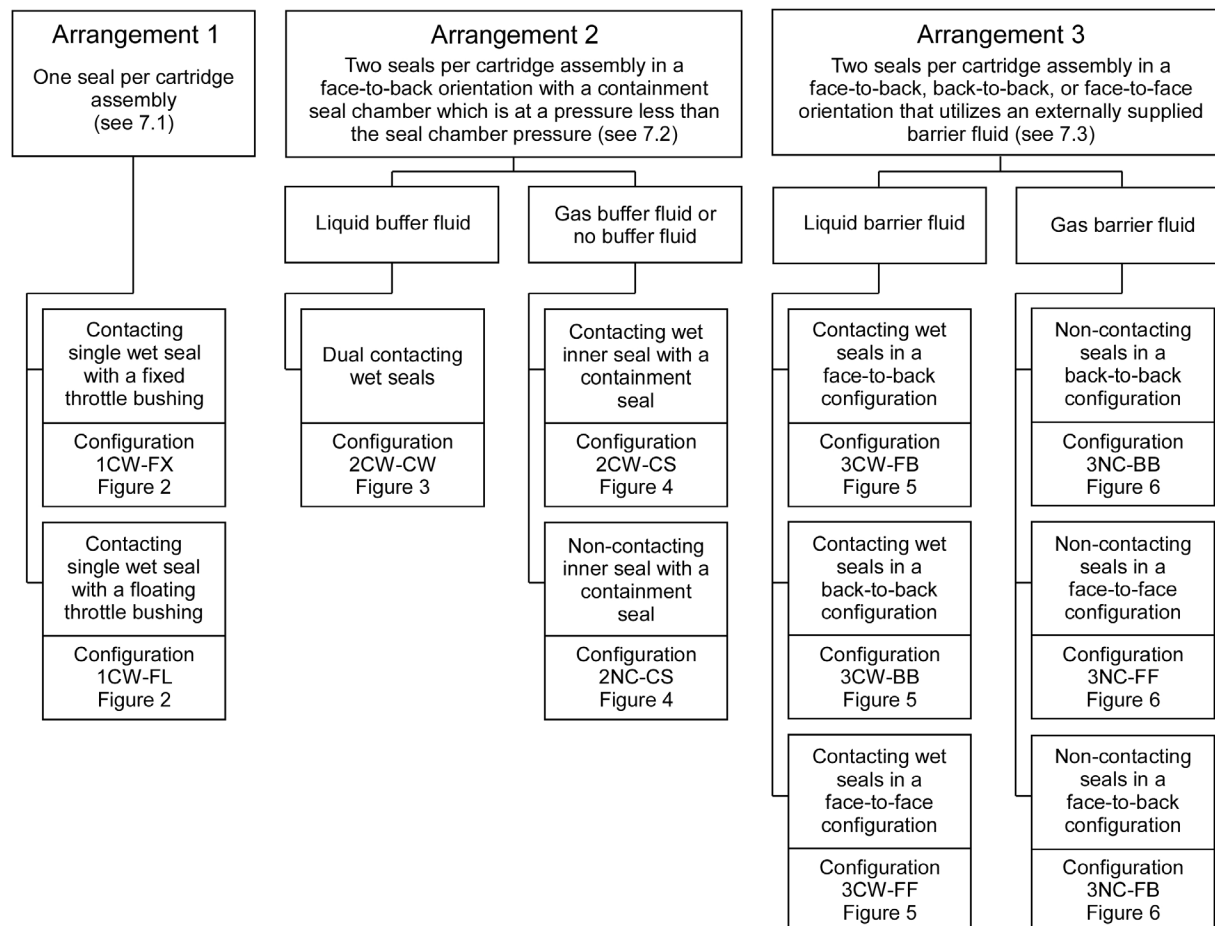 Arrangement 1
One seal per cartridge
assembly
(see 7.1)
Contacting
single wet seal
with a fixed
throttle bushing
Configuration
1CW-FX
Figure 2
Contacting
single wet seal
with a floating
throttle bushing
Configuration
1CW-FL
Figure 2
Arrangement 2
Two seals per cartridge assembly in a
face-to-back orientation with a containment
seal chamber which is at a pressure less than
the seal chamber pressure (see 7.2)
Liquid buffer fluid
Dual contacting
wet seals
Configuration
2CW-CW
Figure 3
Gas buffer fluid or
no buffer fluid
Contacting wet
inner seal with a
containment
seal
Configuration
2CW-CS
Figure 4
Non-contacting
inner seal with a
containment
seal
Configuration
2NC-CS
Figure 4
Arrangement 3
Two seals per cartridge assembly in a
face-to-back, back-to-back, or face-to-face
orientation that utilizes an externally supplied
barrier fluid (see 7.3)
Liquid barrier fluid
Contacting wet
seals in a
face-to-back
configuration
Configuration
3CW-FB
Figure 5
Contacting wet
seals in a
back-to-back
configuration
Configuration
3CW-BB
Figure 5
Contacting wet
seals in a
face-to-face
configuration
Configuration
3CW-FF
Figure 5
Gas barrier fluid
Non-contacting
seals in a
back-to-back
configuration
Configuration
3NC-BB
Figure 6
Non-contacting
seals in a
face-to-face
configuration
Configuration
3NC-FF
Figure 6
Non-contacting
seals in a
face-to-back
configuration
Configuration
3NC-FB
Figure 6